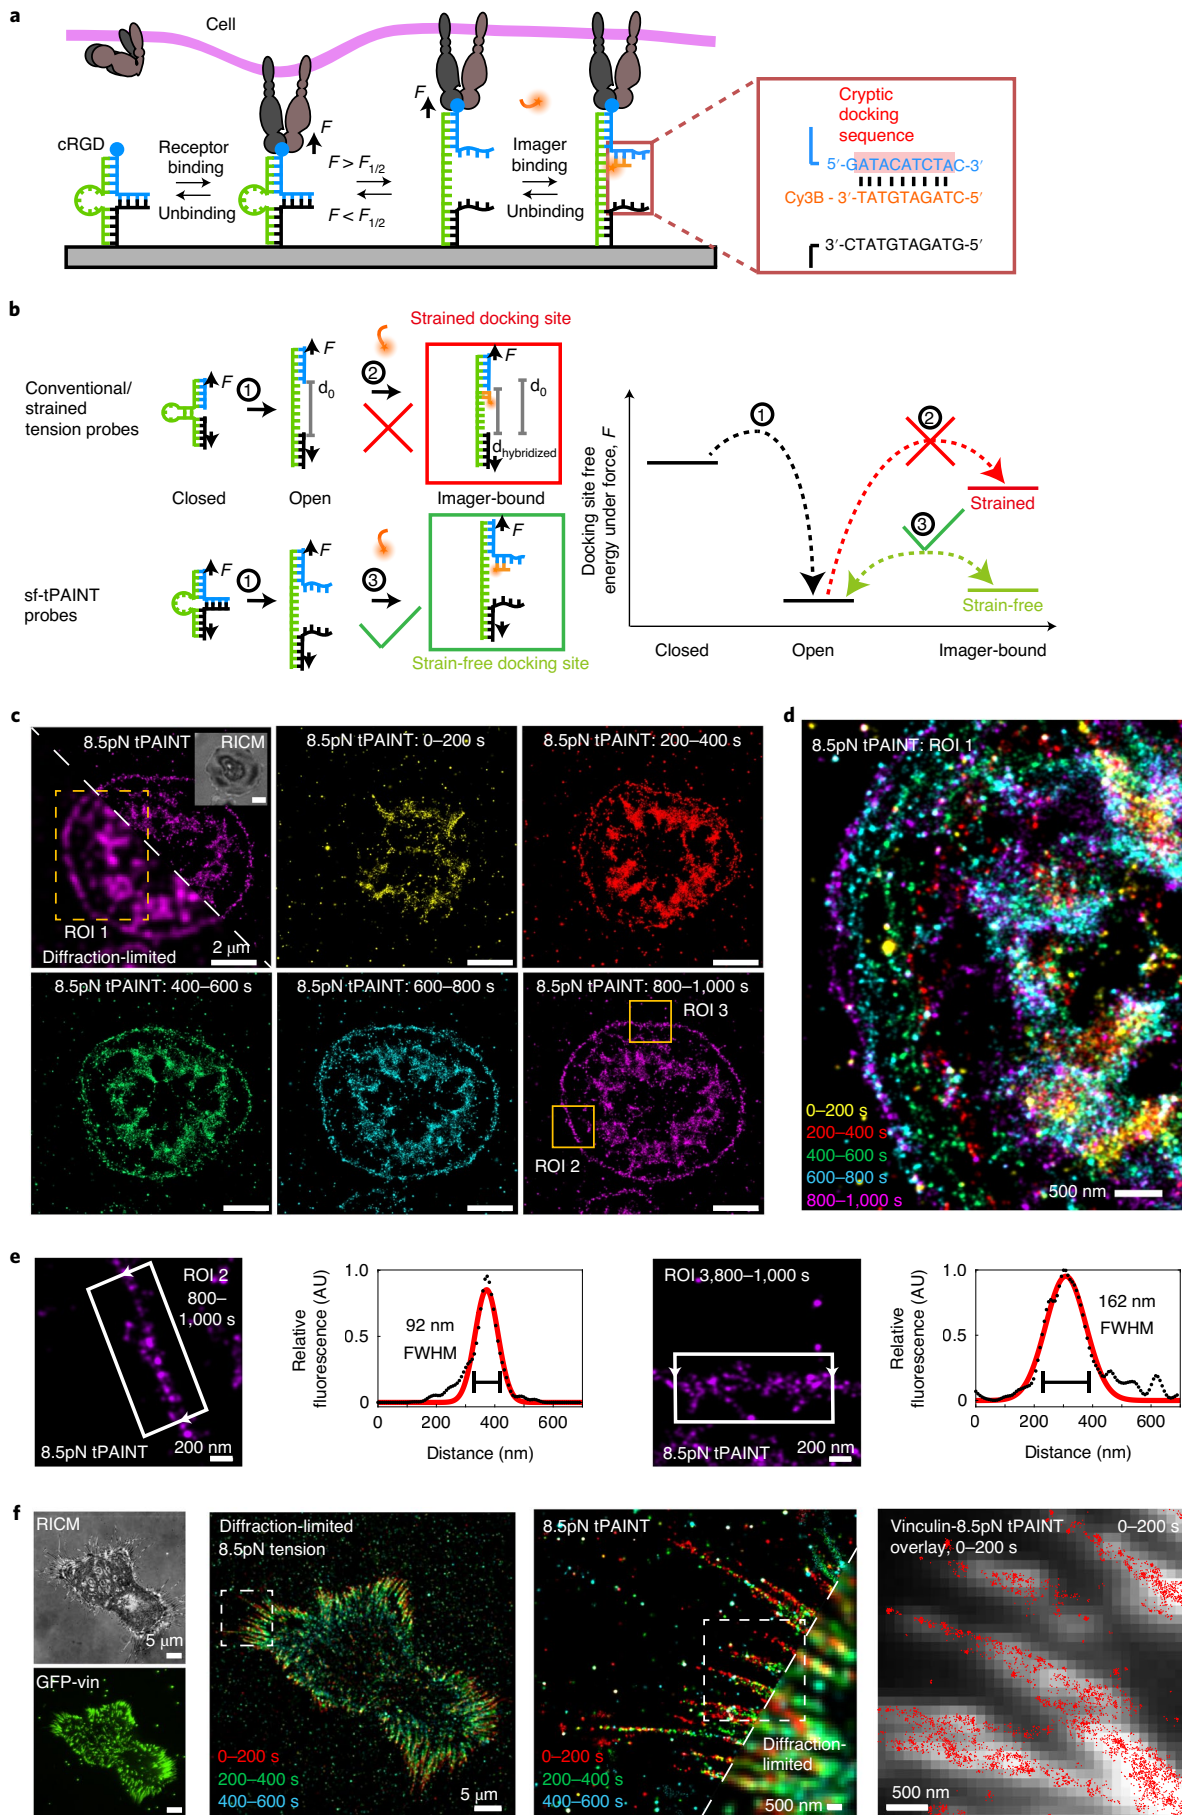 a
Cell
cRGD
Receptor
binding
Unbinding
F
F > F1/2
F < F1/2
F
Imager
binding
Unbinding
Cryptic
docking
sequence
5′-GATACATCTAC-3′
Cy3B - 3′-TATGTAGATC-5′
3′-CTATGTAGATG-5′
b
Conventional/
strained
tension probes
F
1
F
d0
2
Strained docking site
F
d0
dhybridized
Closed
Open
Imager-bound
sf-tPAINT
probes
F
1
F
3
F
Strain-free docking site
Docking site free
energy under force, F
1
2
3
Strained
Strain-free
Closed
Open
Imager-bound
c
8.5pN tPAINT
RICM
ROI 1
2 μm
Diffraction-limited
8.5pN tPAINT: 0–200 s
8.5pN tPAINT: 200–400 s
8.5pN tPAINT: 400–600 s
8.5pN tPAINT: 600–800 s
8.5pN tPAINT: 800–1,000 s
ROI 3
ROI 2
d
8.5pN tPAINT: ROI 1
0–200 s
200–400 s
400–600 s
600–800 s
800–1,000 s
500 nm
e
ROI 2
800–
1,000 s
200 nm
8.5pN tPAINT
Relative
fluorescence (AU)
1.0
0.5
0
0 200 400 600
Distance (nm)
92 nm
FWHM
ROI 3,800–1,000 s
200 nm
8.5pN tPAINT
Relative
fluorescence (AU)
1.0
0.5
0
0 200 400 600
Distance (nm)
162 nm
FWHM
f
RICM
5 μm
GFP-vin
Diffraction-limited
8.5pN tension
0–200 s
200–400 s
400–600 s
5 μm
8.5pN tPAINT
0–200 s
200–400 s
400–600 s
Diffraction-
limited
500 nm
Vinculin-8.5pN tPAINT
overlay, 0–200 s
0–200 s
500 nm